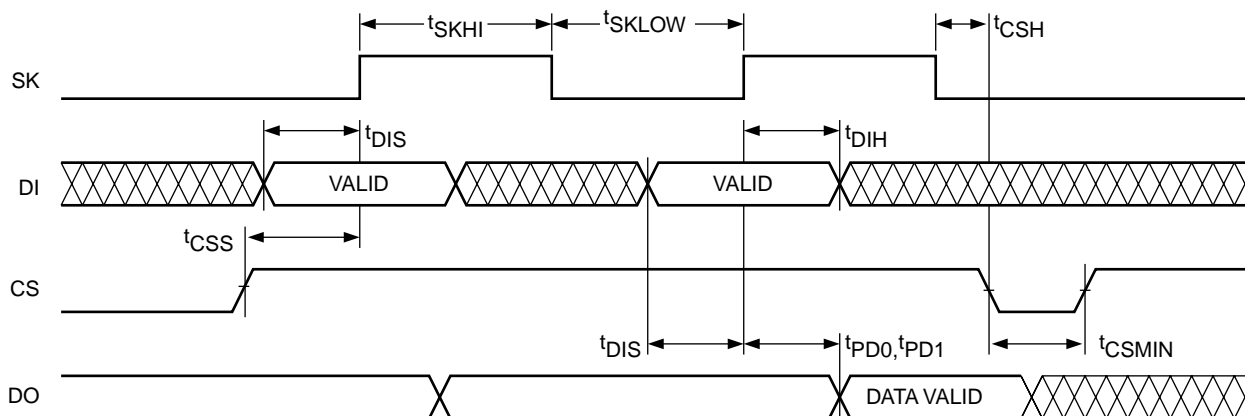 tSKHI
tSKLOW
tCSH
SK
tDIS
tDIH
DI
VALID
VALID
tCSS
CS
tDIS
tPD0,tPD1
tCSMIN
DO
DATA VALID